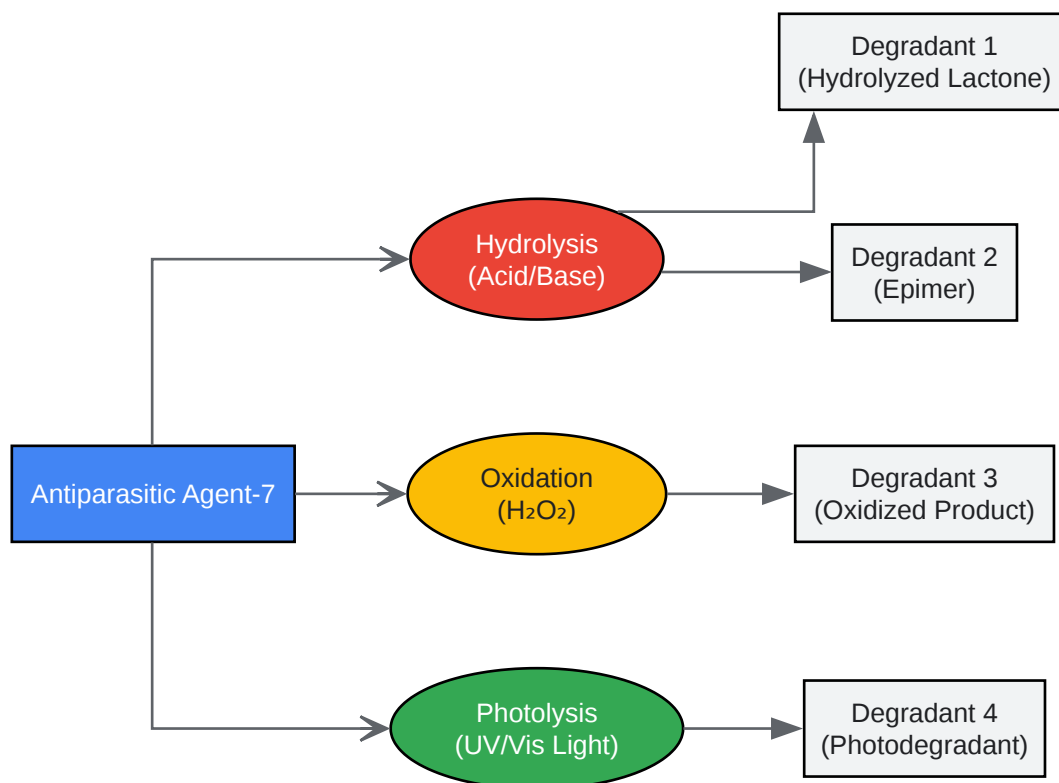 Degradant 1
(Hydrolyzed Lactone)
Hydrolysis
(Acid/Base)
Degradant 2
(Epimer)
Antiparasitic Agent-7
Oxidation
(H₂O₂)
Degradant 3
(Oxidized Product)
Photolysis
(UV/Vis Light)
Degradant 4
(Photodegradant)